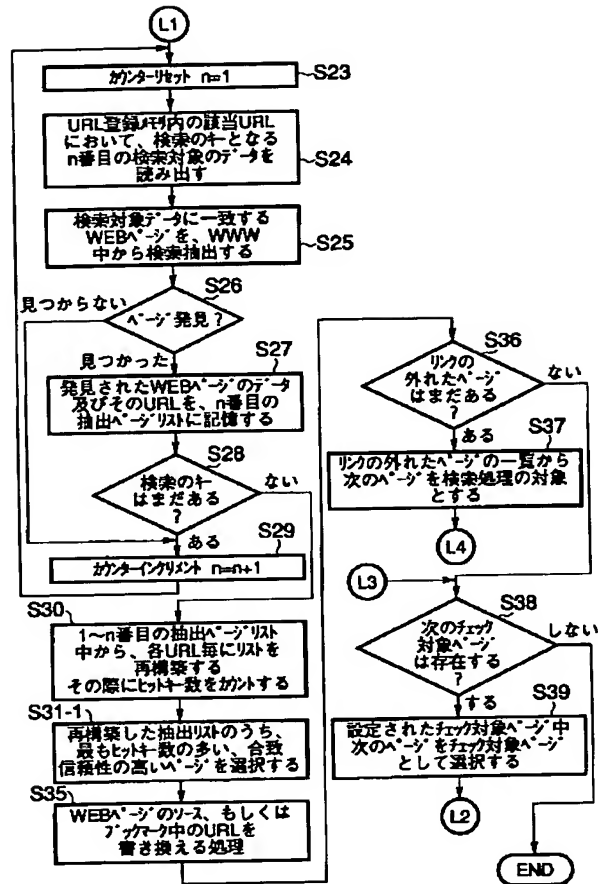 L1
カウンターリセット n=1
S23
URL登録メモリ内の該当URL
において、検索のキーとなる
n番目の検索対象のデータを
読み出す
S24
検索対象データに一致する
WEBページを、WWW
中から検索抽出する
S25
S26
見つからない
ページ発見?
見つかった
S27
発見されたWEBページのデータ
及びそのURLを、n番目の
抽出ページリストに記憶する
S28
検索のキー
はまだある
?
ない
ある
S29
カウンターインクリメント n=n+1
S30
1~n番目の抽出ページリスト
中から、各URL毎にリストを
再構築する
その際にヒットキー数をカウントする
S31-1
再構築した抽出リストのうち、
最もヒットキー数の多い、合致
信頼性の高いページを選択する
S35
WEBページのソース、もしくは
ブックマーク中のURLを
書き換える処理
S36
リンクの
外れたページ
はまだある
?
ない
ある
S37
リンクの外れたページの一覧から
次のページを検索処理の対象
とする
L4
L3
S38
次のチェック
対象ページ
は存在する
?
しない
する
S39
設定されたチェック対象ページ中
次のページをチェック対象ページ
として選択する
L2
END